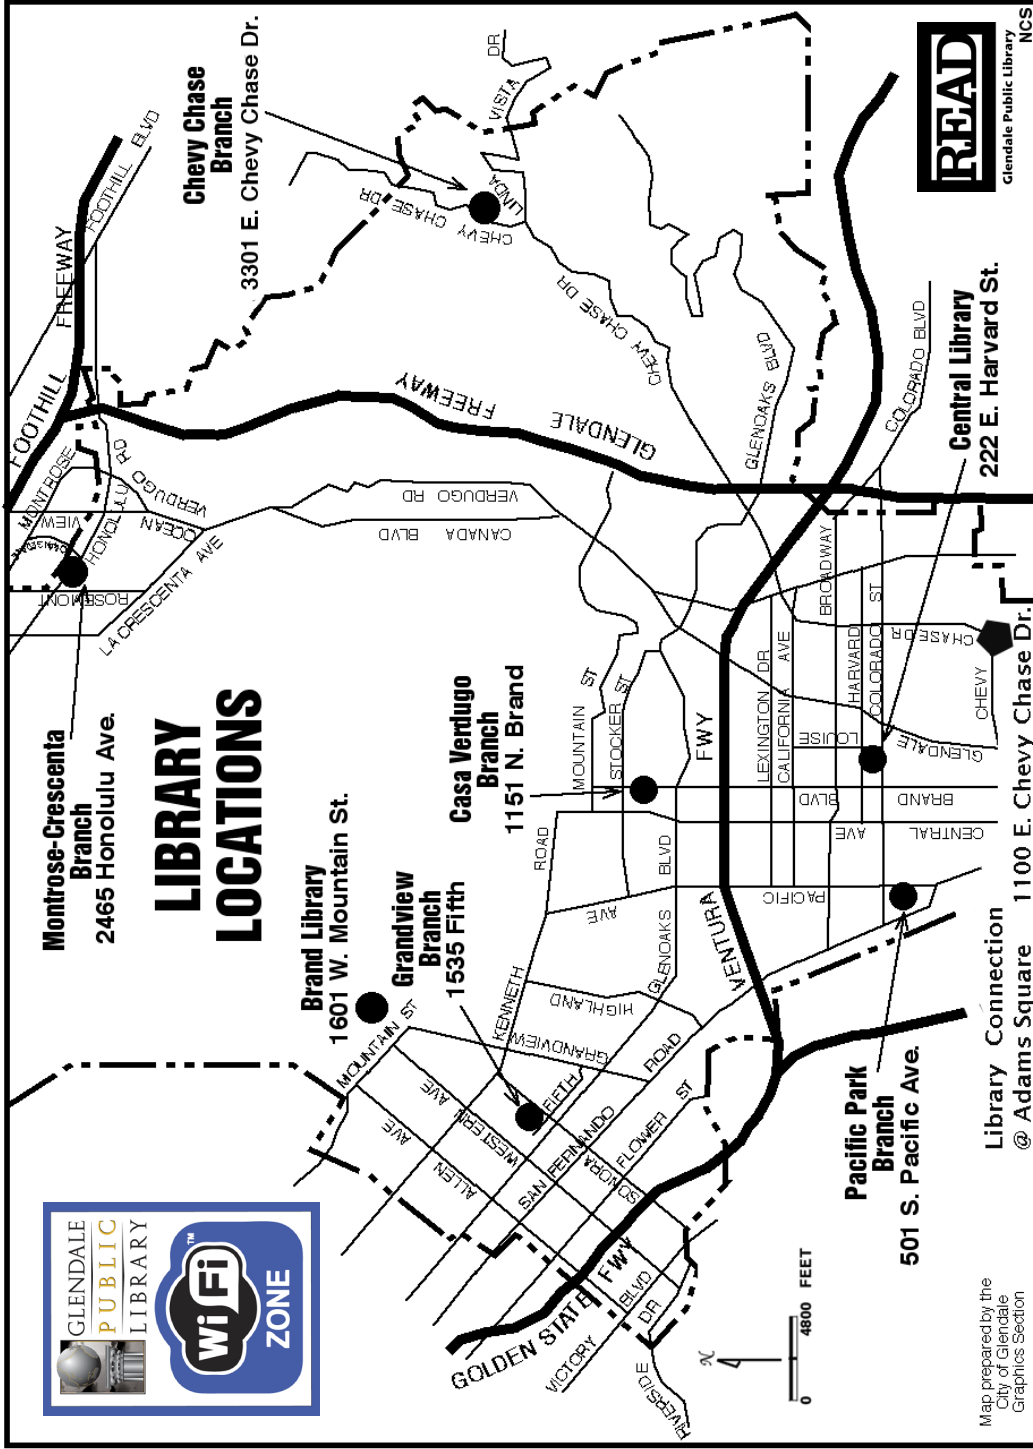 GLENDALE
PUBLIC
LIBRARY
Wi Fi
TM
ZONE
LIBRARY
LOCATIONS
Montrose-Crescenta
Branch
2465 Honolulu Ave.
Chevy Chase
Branch
3301 E. Chevy Chase Dr.
Brand Library
1601 W. Mountain St.
Grandview
Branch
1535 Fifth
Casa Verdugo
Branch
1151 N. Brand
Central Library
222 E. Harvard St.
Pacific Park
Branch
501 S. Pacific Ave.
Library Connection
@ Adams Square 1100 E. Chevy Chase Dr.
READ
Glendale Public Library
NCS
Map prepared by the
City of Glendale
Graphics Section
N
0 4800 FEET
FOOTHILL FREEWAY
FOOTHILL BLVD
MONTROSE
OCEAN VIEW
HONOLULU RD
ROSEMONT
LA CRESCENTA AVE
VERDUGO RD
VERDUGO RD
CANADA BLVD
GLENDALE FREEWAY
CHEVY CHASE DR
LINDA VISTA DR
CHEVY CHASE DR
CHEVY
GLENOAKS BLVD
COLORADO BLVD
MOUNTAIN ST
STOCKER ST
KENNETH ROAD
GLENOAKS BLVD
VENTURA FWY
LEXINGTON DR
CALIFORNIA AVE
BROADWAY
HARVARD
COLORADO ST
LOUISE
GLENDALE
CHEVY CHASE DR
BRAND BLVD
CENTRAL AVE
PACIFIC AVE
HIGHLAND
GRANDVIEW
MOUNTAIN ST
WESTERN AVE
ALLEN AVE
FIFTH
SAN FERNANDO ROAD
SONORA
FLOWER ST
GOLDEN STATE FWY
VICTORY BLVD
RIVERSIDE DR